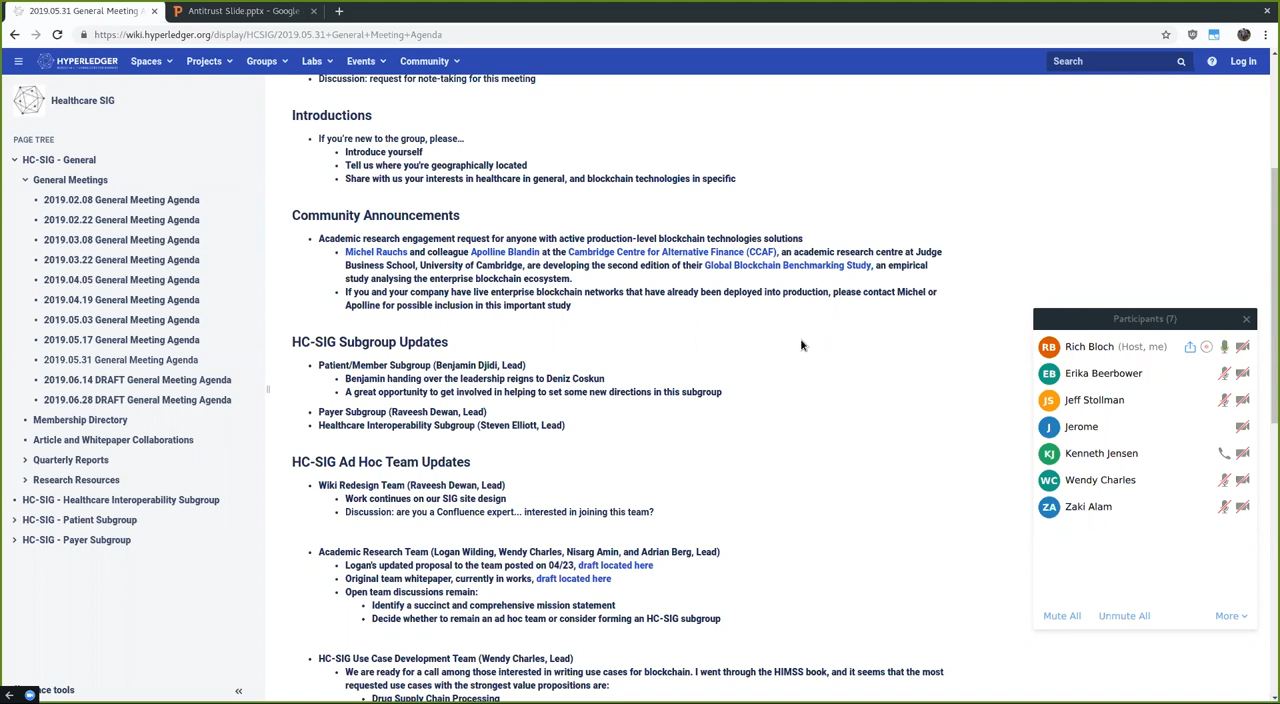 2019.05.31 General Meeting A
Antitrust Slide.pptx - Google
https://wiki.hyperledger.org/display/HCSIG/2019.05.31+General+Meeting+Agenda
HYPERLEDGER
Spaces
Projects
Groups
Labs
Events
Community
Search
Log in
Healthcare SIG
PAGE TREE
HC-SIG - General
General Meetings
2019.02.08 General Meeting Agenda
2019.02.22 General Meeting Agenda
2019.03.08 General Meeting Agenda
2019.03.22 General Meeting Agenda
2019.04.05 General Meeting Agenda
2019.04.19 General Meeting Agenda
2019.05.03 General Meeting Agenda
2019.05.17 General Meeting Agenda
2019.05.31 General Meeting Agenda
2019.06.14 DRAFT General Meeting Agenda
2019.06.28 DRAFT General Meeting Agenda
Membership Directory
Article and Whitepaper Collaborations
Quarterly Reports
Research Resources
HC-SIG - Healthcare Interoperability Subgroup
HC-SIG - Patient Subgroup
HC-SIG - Payer Subgroup
ce tools
• Discussion: request for note-taking for this meeting
Introductions
• If you're new to the group, please...
• Introduce yourself
• Tell us where you're geographically located
• Share with us your interests in healthcare in general, and blockchain technologies in specific
Community Announcements
• Academic research engagement request for anyone with active production-level blockchain technologies solutions
• Michel Rauchs and colleague Apolline Blandin at the Cambridge Centre for Alternative Finance (CCAF), an academic research centre at Judge
Business School, University of Cambridge, are developing the second edition of their Global Blockchain Benchmarking Study, an empirical
study analysing the enterprise blockchain ecosystem.
• If you and your company have live enterprise blockchain networks that have already been deployed into production, please contact Michel or
Apolline for possible inclusion in this important study
HC-SIG Subgroup Updates
• Patient/Member Subgroup (Benjamin Djidi, Lead)
• Benjamin handing over the leadership reigns to Deniz Coskun
• A great opportunity to get involved in helping to set some new directions in this subgroup
• Payer Subgroup (Raveesh Dewan, Lead)
• Healthcare Interoperability Subgroup (Steven Elliott, Lead)
HC-SIG Ad Hoc Team Updates
• Wiki Redesign Team (Raveesh Dewan, Lead)
• Work continues on our SIG site design
• Discussion: are you a Confluence expert... interested in joining this team?
• Academic Research Team (Logan Wilding, Wendy Charles, Nisarg Amin, and Adrian Berg, Lead)
• Logan's updated proposal to the team posted on 04/23, draft located here
• Original team whitepaper, currently in works, draft located here
• Open team discussions remain:
• Identify a succinct and comprehensive mission statement
• Decide whether to remain an ad hoc team or consider forming an HC-SIG subgroup
• HC-SIG Use Case Development Team (Wendy Charles, Lead)
• We are ready for a call among those interested in writing use cases for blockchain. I went through the HIMSS book, and it seems that the most
requested use cases with the strongest value propositions are:
• Drug Supply Chain Processing
Participants (7)
RB Rich Bloch (Host, me)
EB Erika Beerbower
JS Jeff Stollman
J Jerome
KJ Kenneth Jensen
WC Wendy Charles
ZA Zaki Alam
Mute All
Unmute All
More